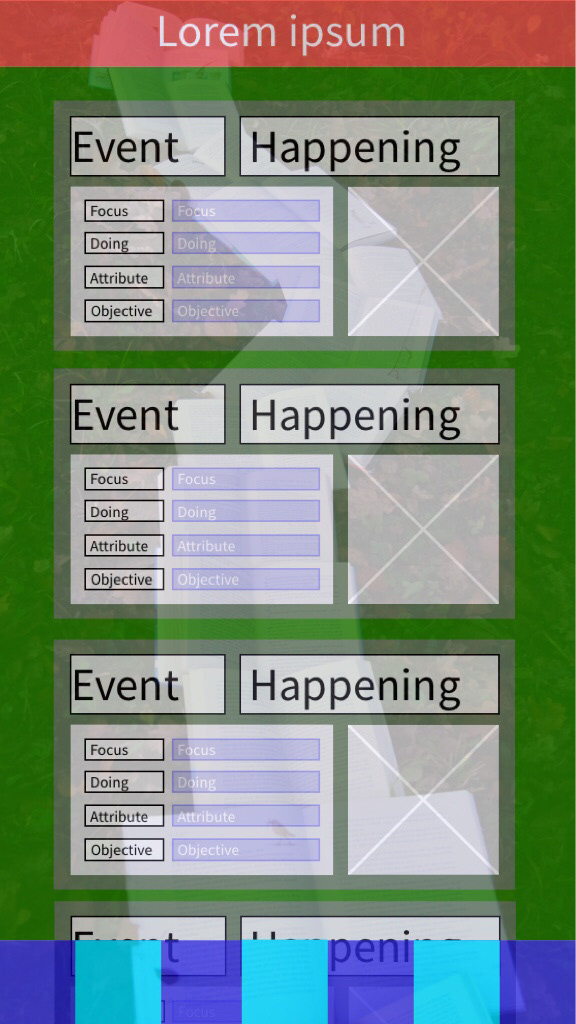 Lorem ipsum
Event Happening
Focus Focus
Doing Doing
Attribute Attribute
Objective Objective
Event Happening
Focus Focus
Doing Doing
Attribute Attribute
Objective Objective
Event Happening
Focus Focus
Doing Doing
Attribute Attribute
Objective Objective
Event Happening
Focus